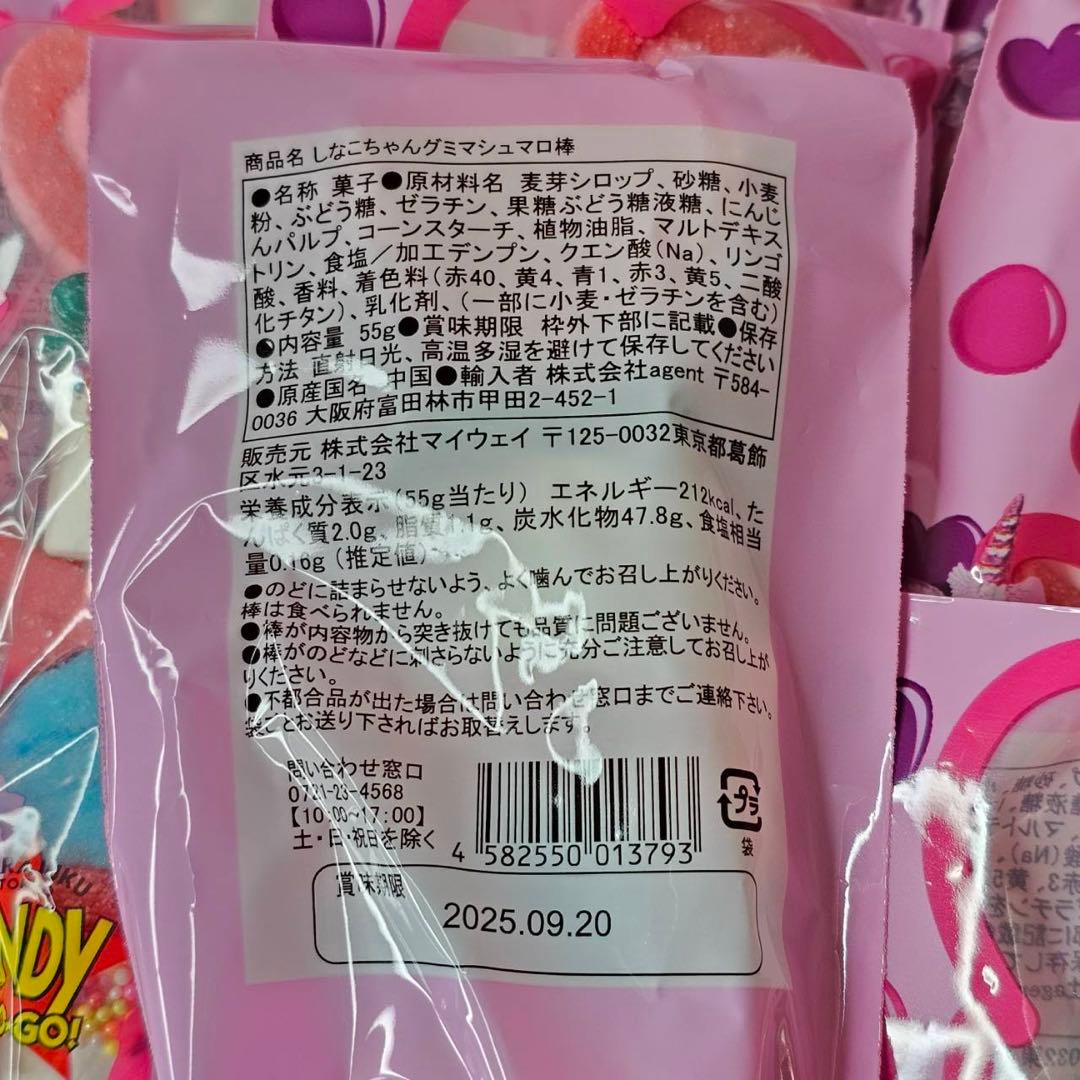 商品名 しなこちゃんグミマシュマロ棒
●名称 菓子●原材料名 麦芽シロップ、砂糖、小麦
粉、ぶどう糖、ゼラチン、果糖ぶどう糖液糖、にんじ
んパルプ、コーンスターチ、植物油脂、マルトデキス
トリン、食塩／加工デンプン、クエン酸(Na)、リンゴ
酸、香料、着色料(赤40、黄4、青1、赤3、黄5、二酸
化チタン)、乳化剤、(一部に小麦・ゼラチンを含む)
●内容量 55g●賞味期限 枠外下部に記載●保存
方法 直射日光、高温多湿を避けて保存してください
●原産国名 中国●輸入者 株式会社agent 〒584-
0036 大阪府富田林市甲田2-452-1
販売元 株式会社マイウェイ 〒125-0032東京都葛飾
区水元3-1-23
栄養成分表示(55g当たり) エネルギー212kcal、た
んぱく質2.0g、脂質1.1g、炭水化物47.8g、食塩相当
量0.16g (推定値)
●のどに詰まらせないよう、よく噛んでお召し上がりください。
棒は食べられません。
●棒が内容物から突き抜けても品質に問題ございません。
●棒がのどなどに刺さらないように充分ご注意してお召し上が
りください。
●不都合品が出た場合は問い合わせ窓口までご連絡下さい。
袋ごとお送り下さればお取替えします。
問い合わせ窓口
0721-23-4568
【10:00~17:00】
土・日・祝日を除く
4 582550 013793
プラ
袋
賞味期限
2025.09.20
NDY
GO!